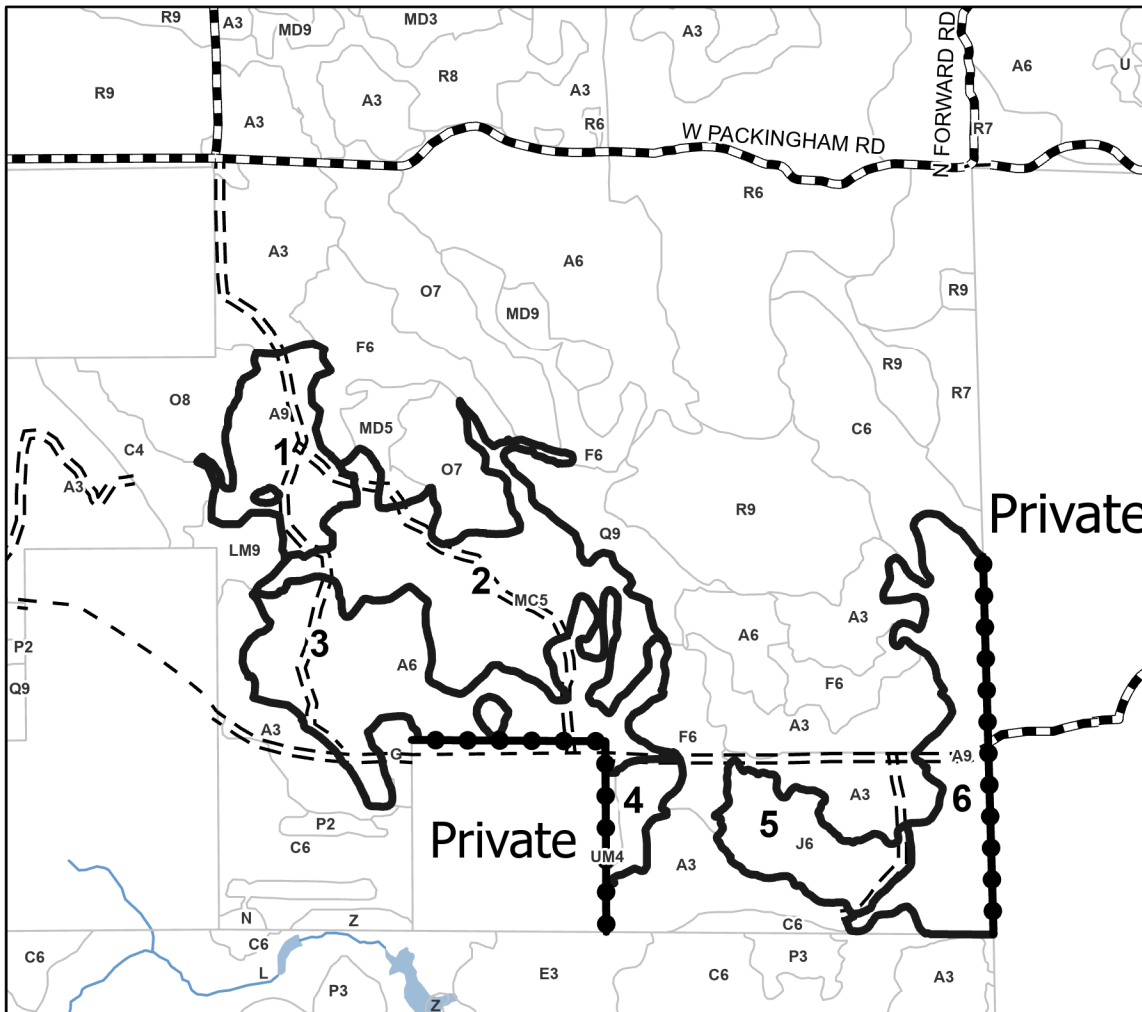 R9
A3
MD9
MD3
A3
N FORWARD RD
A6
U
R9
A3
R8
A3
A3
R6
R7
W PACKINGHAM RD
R6
A3
A6
O7
R9
MD9
F6
R9
O8
R7
A9
MD5
C6
1
C4
O7
F6
A3
R9
Private
Q9
LM9
2
MC5
A3
3
A6
P2
A6
F6
Q9
A3
A3
F6
G
A9
4
A3
6
5
P2
Private
J6
C6
UM4
A3
N
Z
C6
C6
C6
L
E3
C6
P3
A3
P3
Z